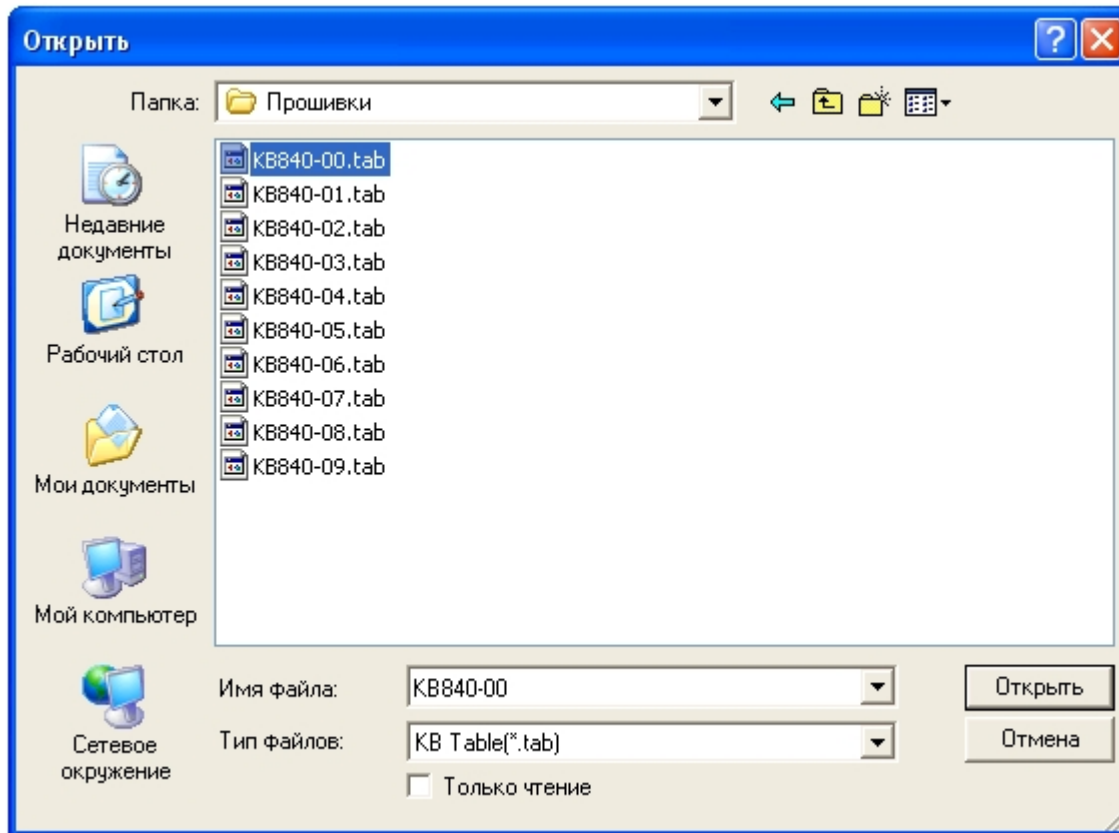 Открыть
Папка: Прошивки
KB840-00.tab
KB840-01.tab
KB840-02.tab
KB840-03.tab
KB840-04.tab
KB840-05.tab
KB840-06.tab
KB840-07.tab
KB840-08.tab
KB840-09.tab
Недавние
документы
Рабочий стол
Мои документы
Мой компьютер
Сетевое
окружение
Имя файла: KB840-00 Открыть
Тип файлов: KB Table(*.tab) Отмена
Только чтение